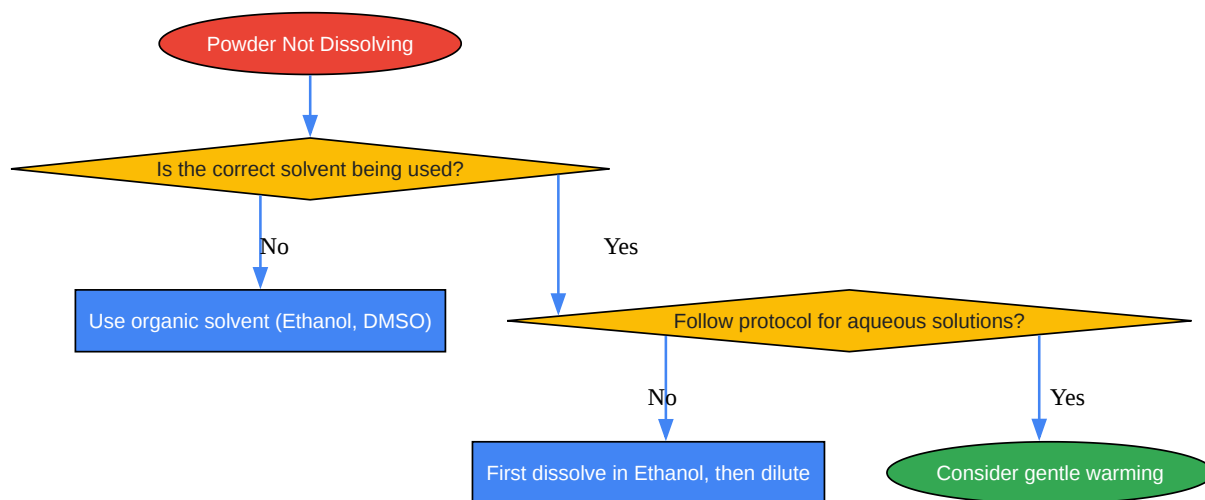 Powder Not Dissolving
Is the correct solvent being used?
No
Yes
Use organic solvent (Ethanol, DMSO)
Follow protocol for aqueous solutions?
No
Yes
First dissolve in Ethanol, then dilute
Consider gentle warming